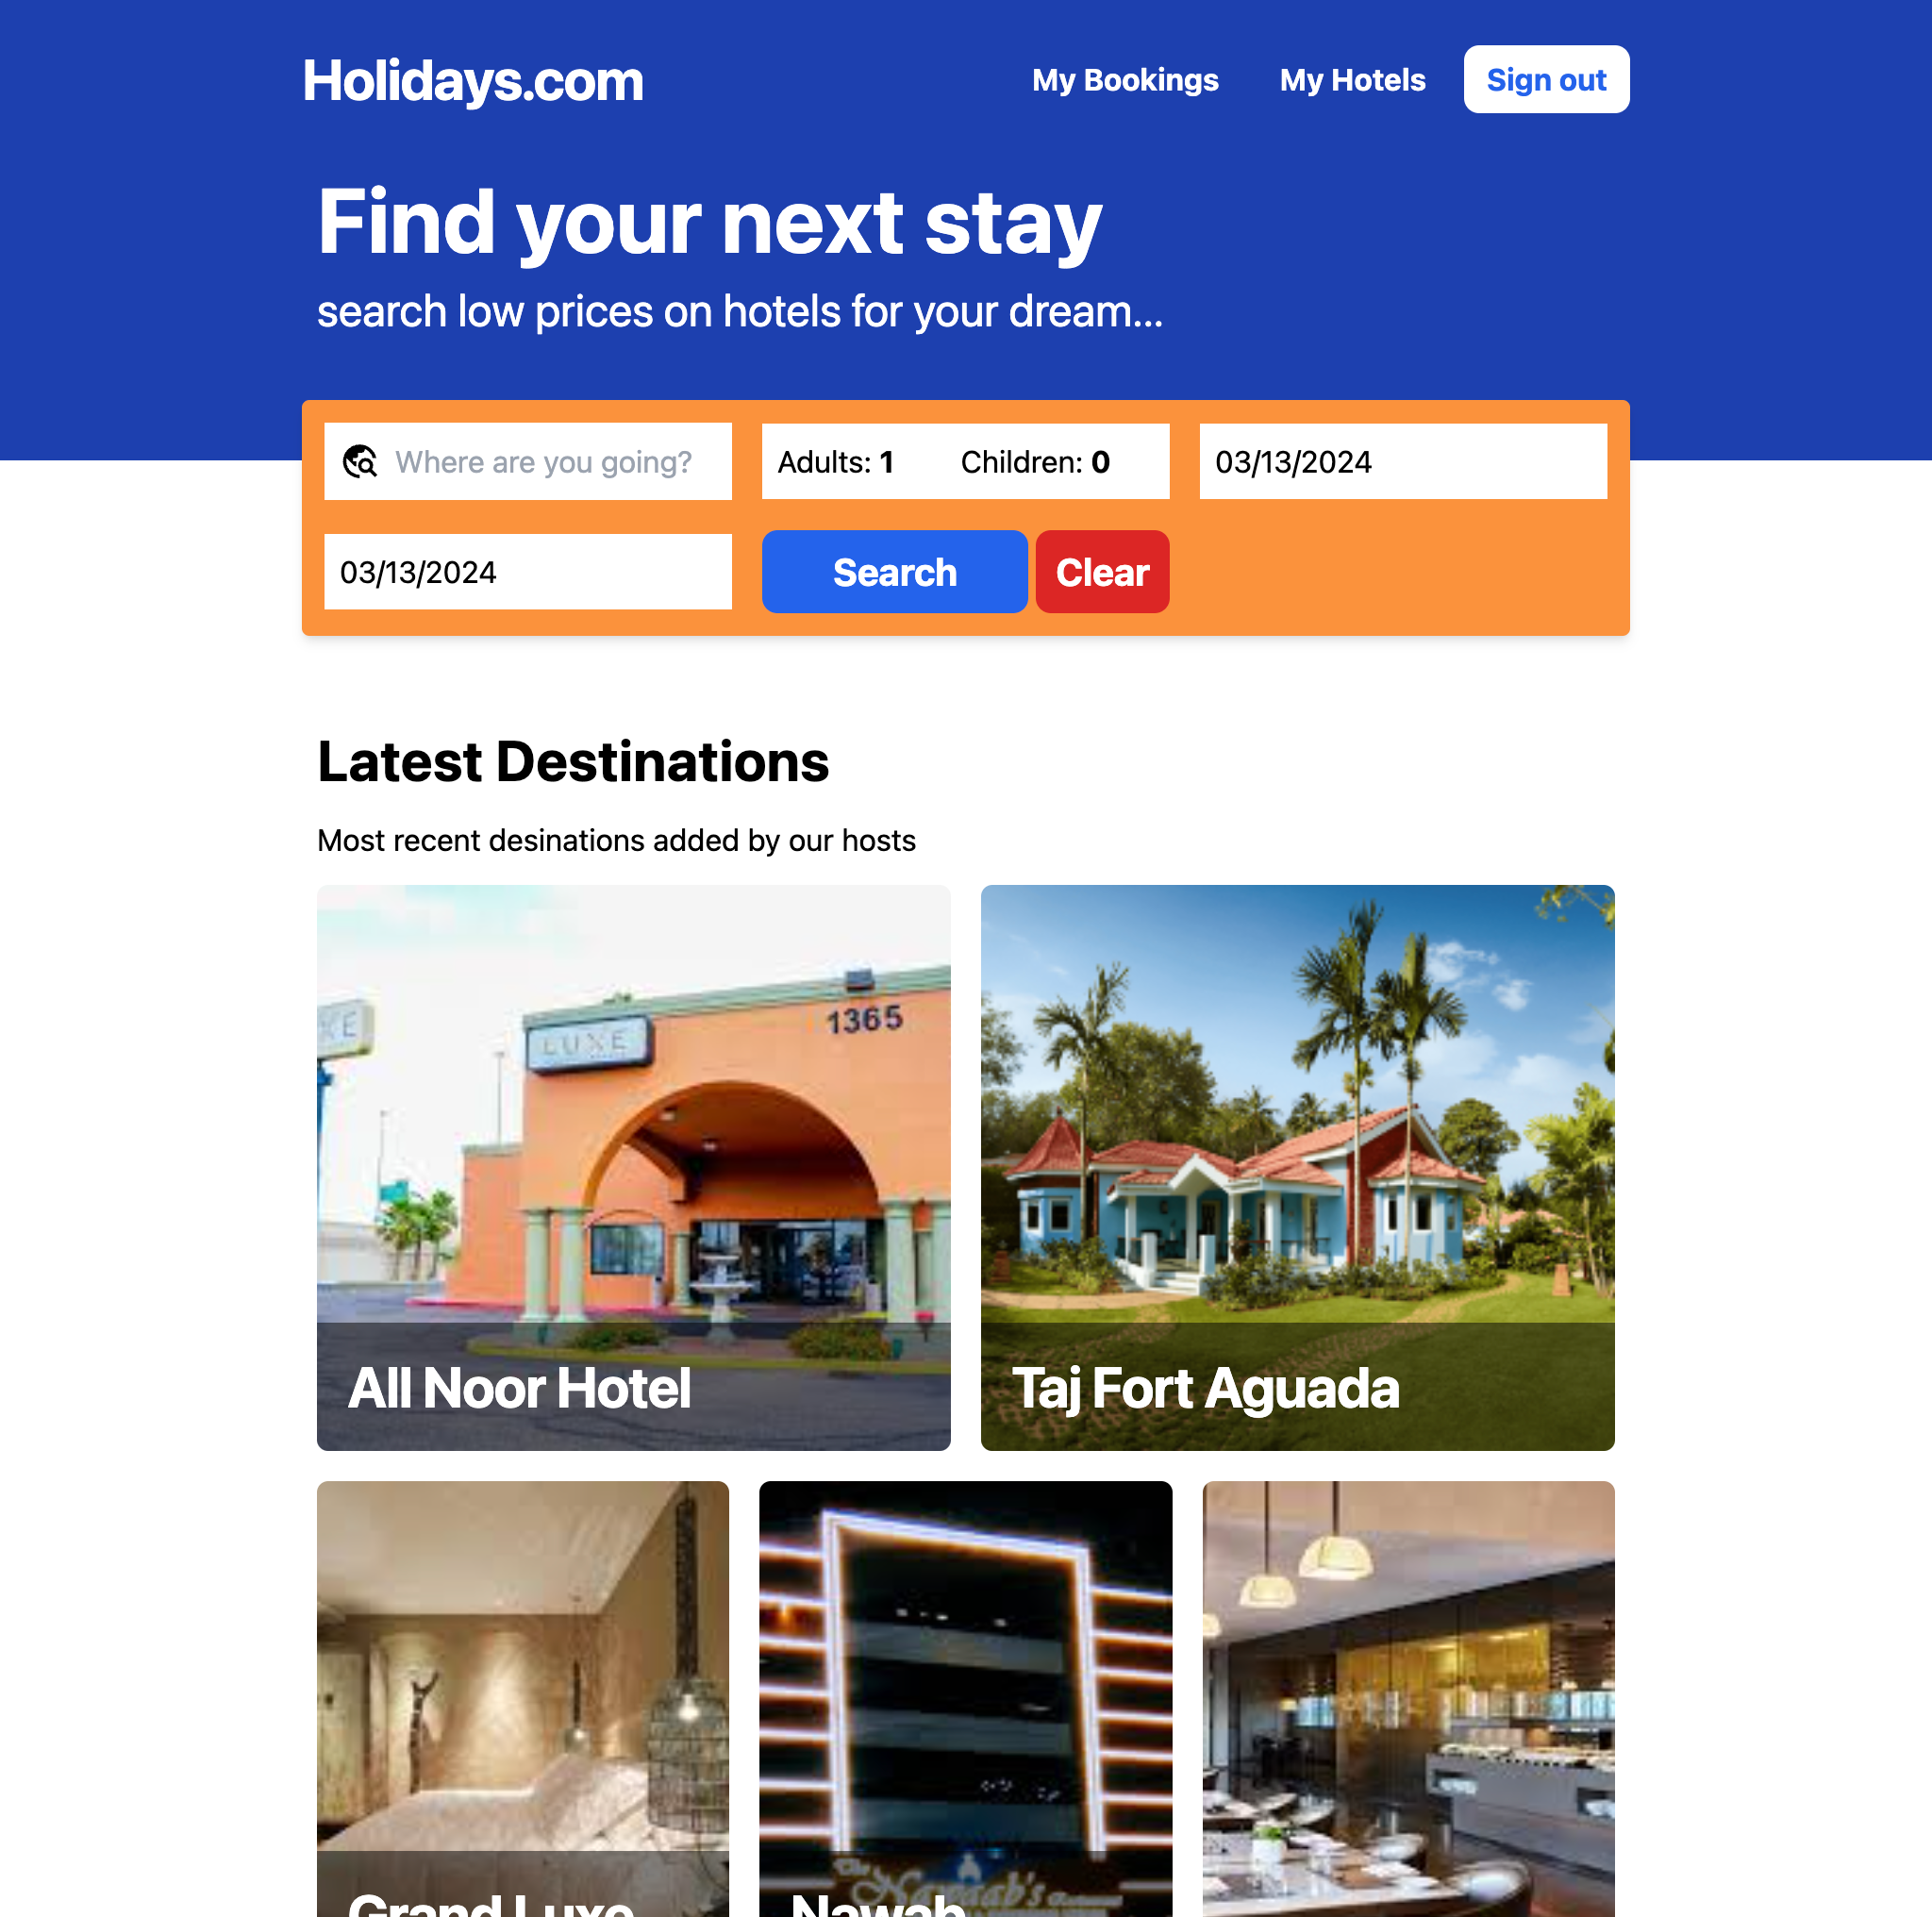 Holidays.com
My Bookings
My Hotels
Sign out
Find your next stay
search low prices on hotels for your dream...
Where are you going?
Adults: 1
Children: 0
03/13/2024
03/13/2024
Search
Clear
Latest Destinations
Most recent desinations added by our hosts
KE
LUXE
1365
All Noor Hotel
Taj Fort Aguada
The
Nawaab's
Grand Luxe
Nawab